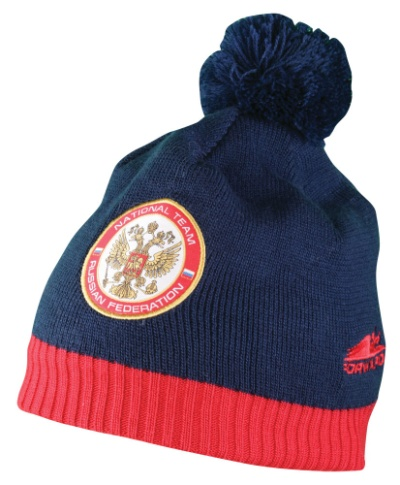 NATIONAL TEAM
RUSSIAN FEDERATION
FORWARD